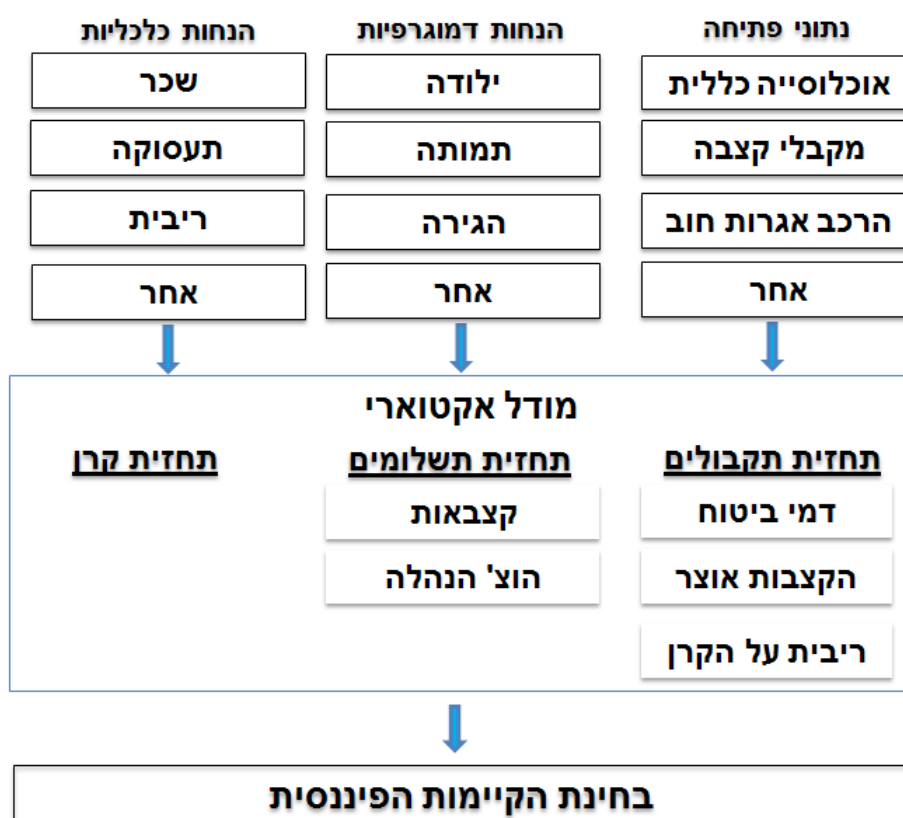 נתוני פתיחה
אוכלוסייה כללית
מקבלי קצבה
הרכב אגרות חוב
אחר
הנחות דמוגרפיות
ילודה
תמותה
הגירה
אחר
הנחות כלכליות
שכר
תעסוקה
ריבית
אחר
מודל אקטוארי
תחזית תקבולים
דמי ביטוח
הקצבות אוצר
ריבית על הקרן
תחזית תשלומים
קצבאות
הוצ' הנהלה
תחזית קרן
בחינת הקיימות הפיננסית